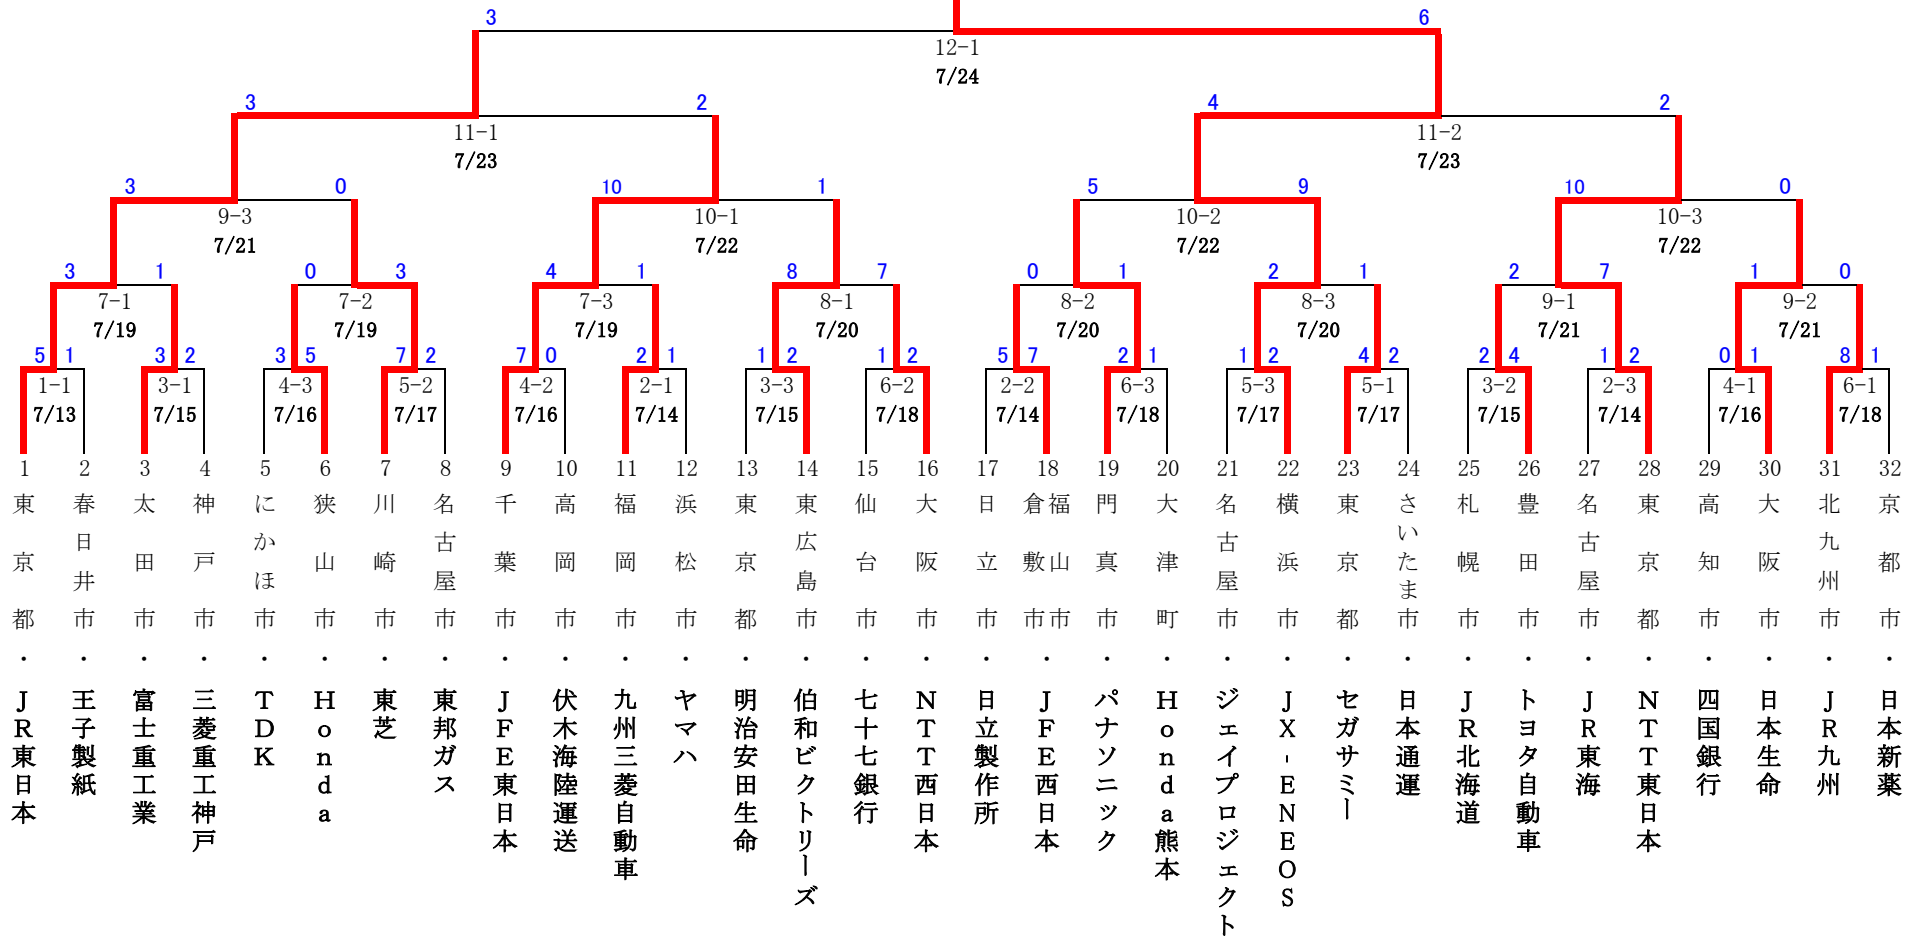 3 6
12-1
7/24
3 2 4 2
11-1 11-2
7/23 7/23
3 0 10 1 5 9 10 0
9-3 10-1 10-2 10-3
7/21 7/22 7/22 7/22
3 1 0 3 4 1 8 7 0 1 2 1 2 7 1 0
7-1 7-2 7-3 8-1 8-2 8-3 9-1 9-2
7/19 7/19 7/19 7/20 7/20 7/20 7/21 7/21
5 1 3 2 3 5 7 2 7 0 2 1 1 2 1 2 5 7 2 1 1 2 4 2 2 4 1 2 0 1 8 1
1-1 3-1 4-3 5-2 4-2 2-1 3-3 6-2 2-2 6-3 5-3 5-1 3-2 2-3 4-1 6-1
7/13 7/15 7/16 7/17 7/16 7/14 7/15 7/18 7/14 7/18 7/17 7/17 7/15 7/14 7/16 7/18
1 東京都・JR東日本
2 春日井市・王子製紙
3 太田市・富士重工業
4 神戸市・三菱重工神戸
5 にかほ市・TDK
6 狭山市・Honda
7 川崎市・東芝
8 名古屋市・東邦ガス
9 千葉市・JFE東日本
10 高岡市・伏木海陸運送
11 福岡市・九州三菱自動車
12 浜松市・ヤマハ
13 東京都・明治安田生命
14 東広島市・伯和ビクトリーズ
15 仙台市・七十七銀行
16 大阪市・NTT西日本
17 日立市・日立製作所
18 福山市倉敷市・JFE西日本
19 門真市・パナソニック
20 大津町・Honda熊本
21 名古屋市・ジェイプロジェクト
22 横浜市・JX-ENEOS
23 東京都・セガサミー
24 さいたま市・日本通運
25 札幌市・JR北海道
26 豊田市・トヨタ自動車
27 名古屋市・JR東海
28 東京都・NTT東日本
29 高知市・四国銀行
30 大阪市・日本生命
31 北九州市・JR九州
32 京都市・日本新薬